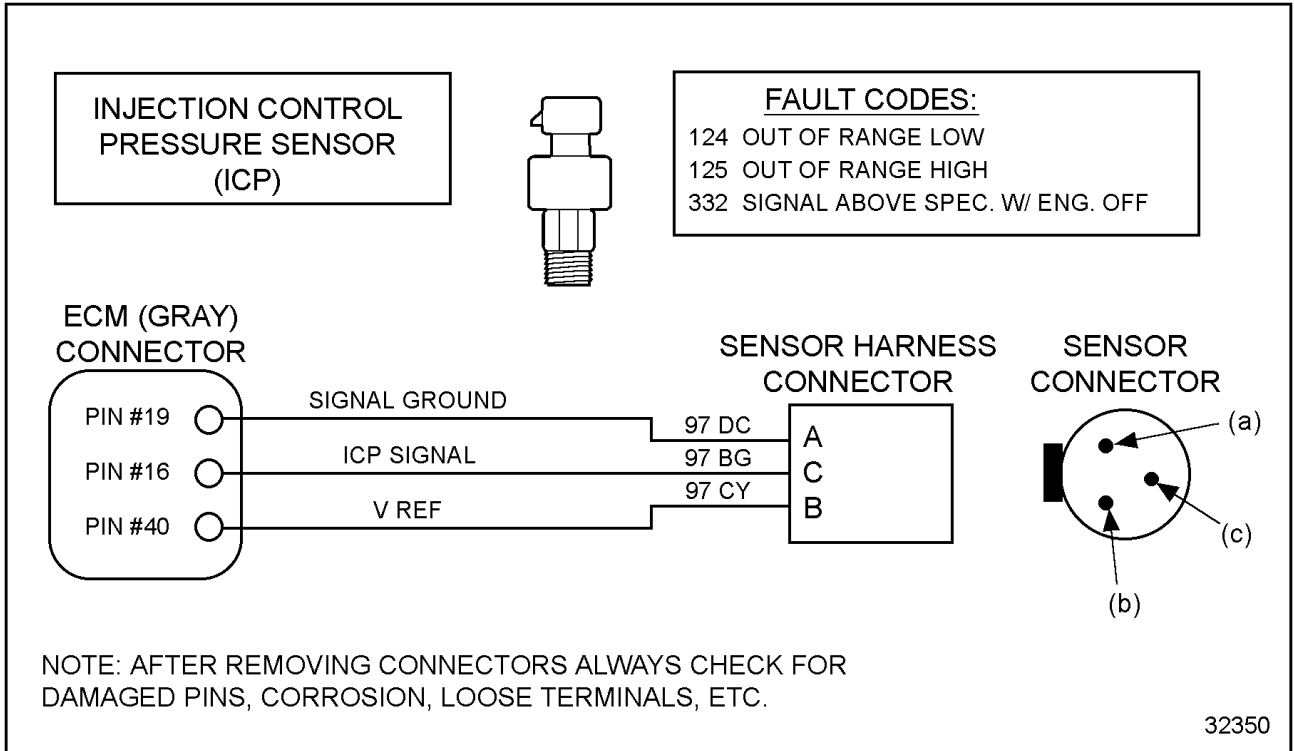 INJECTION CONTROL
PRESSURE SENSOR
(ICP)
FAULT CODES:
124 OUT OF RANGE LOW
125 OUT OF RANGE HIGH
332 SIGNAL ABOVE SPEC. W/ ENG. OFF
ECM (GRAY)
CONNECTOR
PIN #19
PIN #16
PIN #40
SIGNAL GROUND
ICP SIGNAL
V REF
97 DC
97 BG
97 CY
SENSOR HARNESS
CONNECTOR
A
C
B
SENSOR
CONNECTOR
(a)
(c)
(b)
NOTE: AFTER REMOVING CONNECTORS ALWAYS CHECK FOR
DAMAGED PINS, CORROSION, LOOSE TERMINALS, ETC.
32350